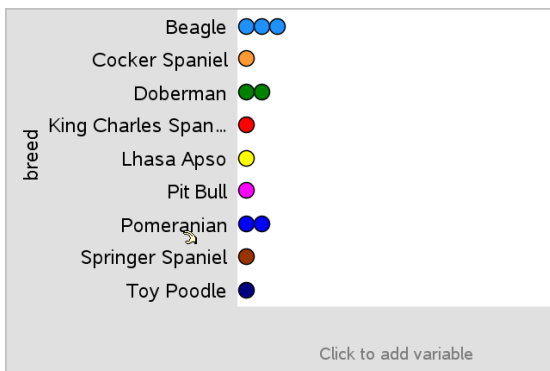 Beagle
Cocker Spaniel
Doberman
King Charles Span…
Lhasa Apso
Pit Bull
Pomeranian
Springer Spaniel
Toy Poodle
breed
Click to add variable